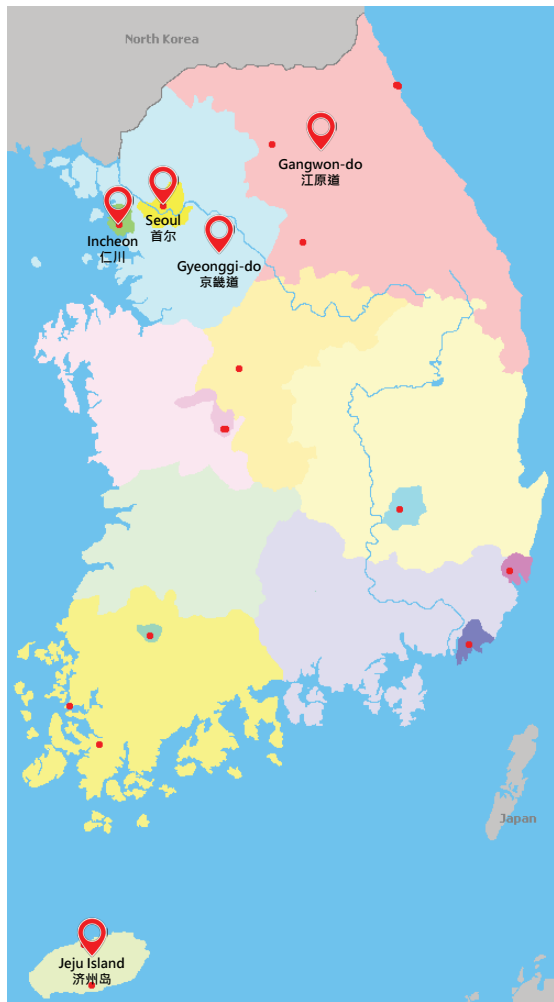 North Korea
Gangwon-do
江原道
Seoul
首尔
Incheon
仁川
Gyeonggi-do
京畿道
Japan
Jeju Island
济州岛